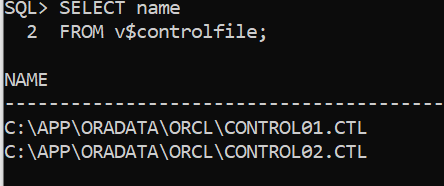 SQL> SELECT name
  2  FROM v$controlfile;
NAME
--------------------------------------------
C:\APP\ORADATA\ORCL\CONTROL01.CTL
C:\APP\ORADATA\ORCL\CONTROL02.CTL